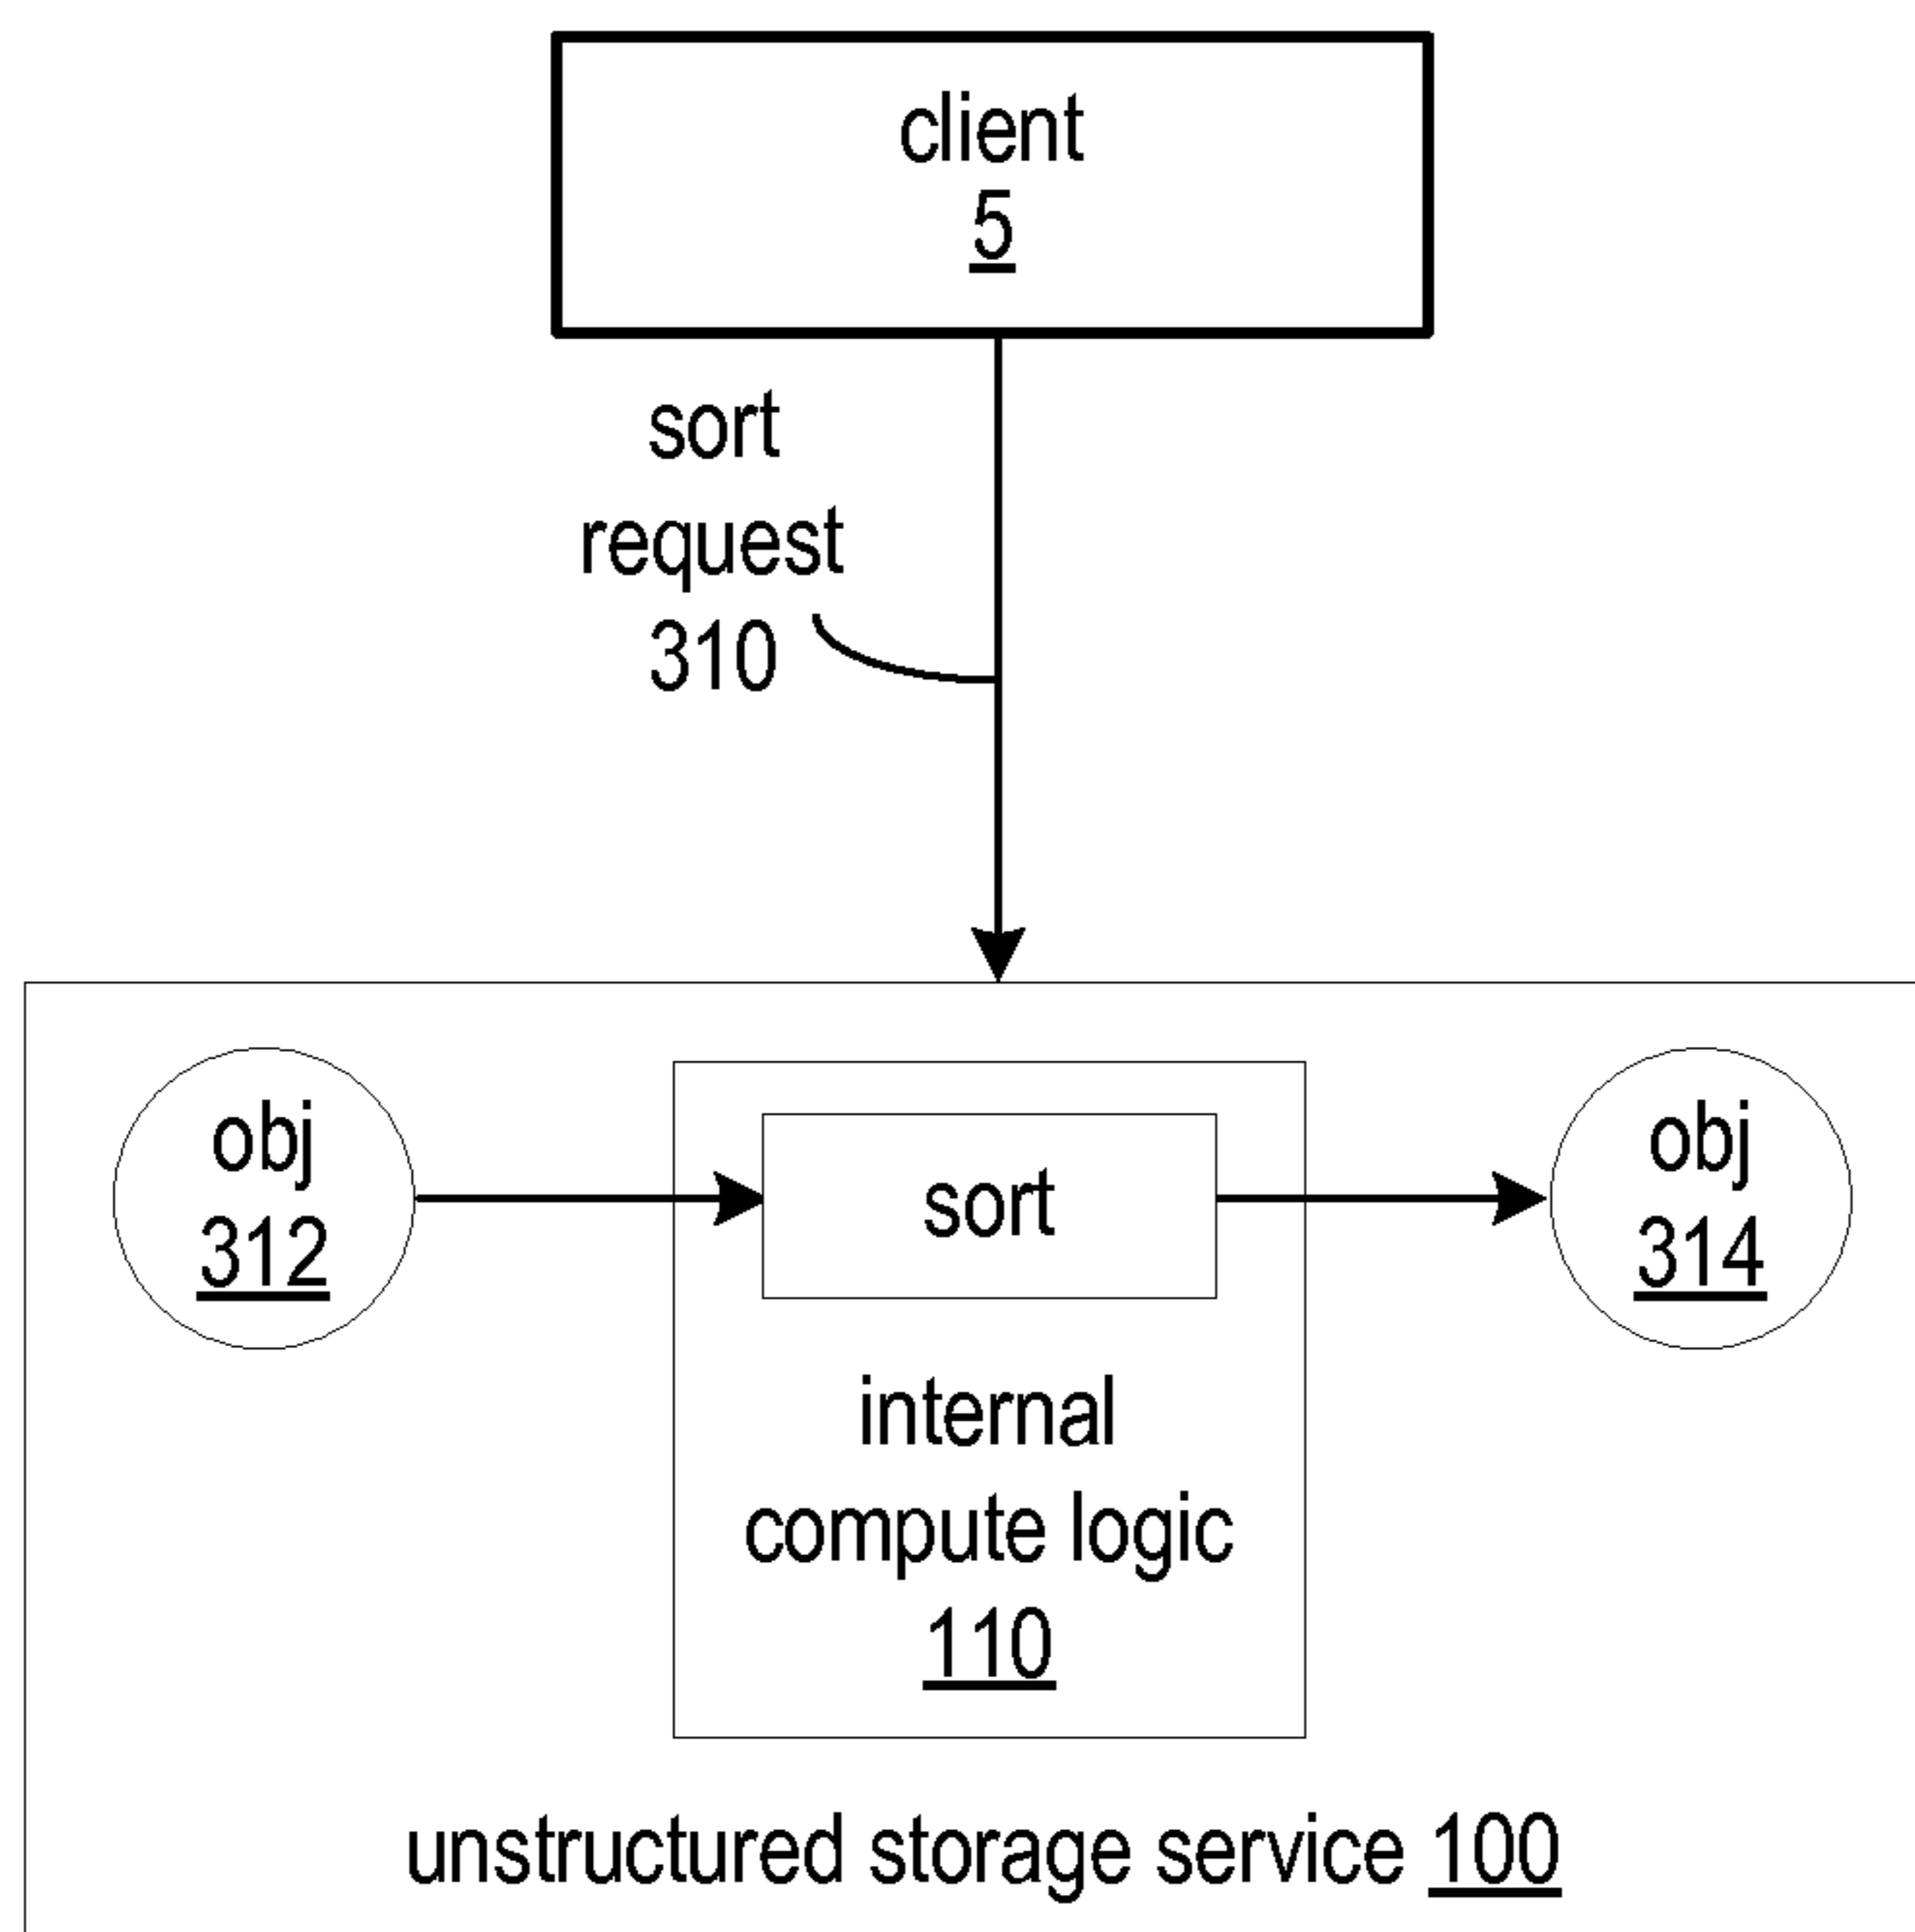 client
5
sort
request
310
obj
312
sort
obj
314
internal
compute logic
110
unstructured storage service 100